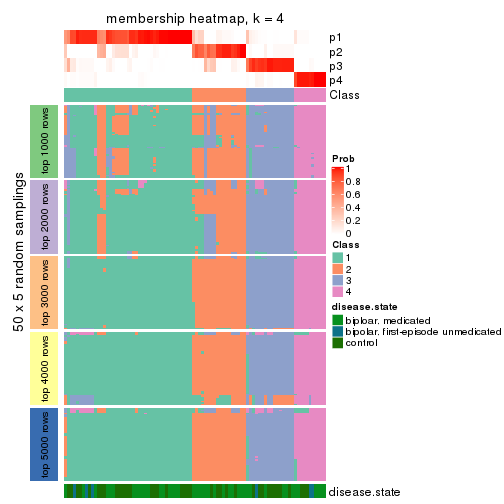 membership heatmap, k = 4
p1
p2
p3
p4
Class
50 x 5 random samplings
top 1000 rows
top 2000 rows
top 3000 rows
top 4000 rows
top 5000 rows
Prob
1
0.8
0.6
0.4
0.2
0
Class
1
2
3
4
disease.state
biploar. medicated
bipolar. first-episode unmedicated
control
disease.state